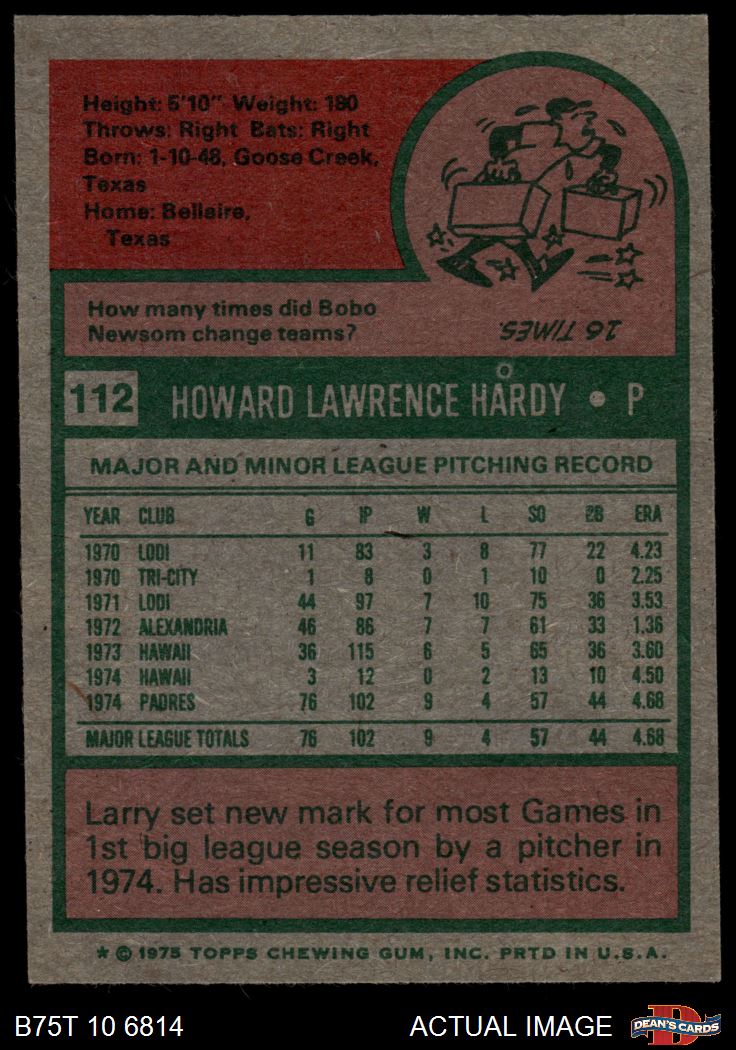 Height: 5'10" Weight: 180
Throws: Right Bats: Right
Born: 1-10-48, Goose Creek,
Texas
Home: Bellaire,
Texas
How many times did Bobo
Newsom change teams?
16 TIMES.
112 HOWARD LAWRENCE HARDY • P
MAJOR AND MINOR LEAGUE PITCHING RECORD
YEAR CLUB G IP W L SO BB ERA
1970 LODI 11 83 3 8 77 22 4.23
1970 TRI-CITY 1 8 0 1 10 0 2.25
1971 LODI 44 97 7 10 75 36 3.53
1972 ALEXANDRIA 46 86 7 7 61 33 1.36
1973 HAWAII 36 115 6 5 65 36 3.60
1974 HAWAII 3 12 0 2 13 10 4.50
1974 PADRES 76 102 9 4 57 44 4.68
MAJOR LEAGUE TOTALS 76 102 9 4 57 44 4.68
Larry set new mark for most Games in
1st big league season by a pitcher in
1974. Has impressive relief statistics.
* © 1975 TOPPS CHEWING GUM, INC. PRTD IN U.S.A.
B75T 10 6814 ACTUAL IMAGE DEAN'S CARDS